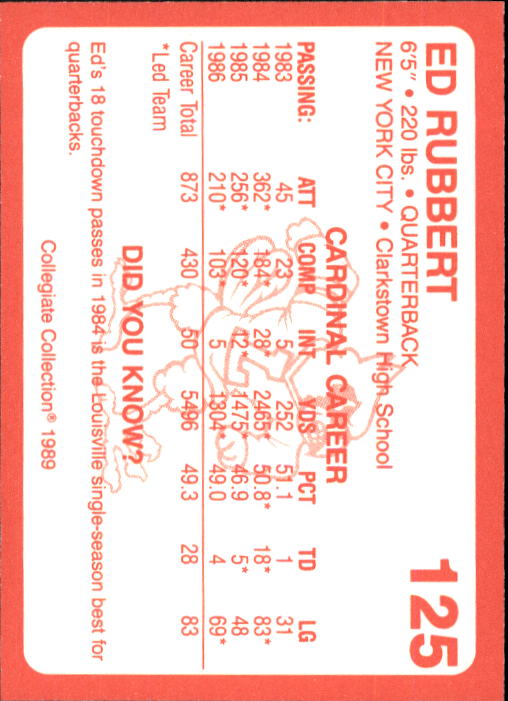 ED RUBBERT 125
6'5" • 220 lbs. • QUARTERBACK
NEW YORK CITY • Clarkstown High School
CARDINAL CAREER
PASSING: ATT COMP INT YDS PCT TD LG
1983 45 23 5 252 51.1 1 31
1984 362* 184* 28* 2465* 50.8* 18* 83*
1985 256* 120* 12* 1475* 46.9 5* 48
1986 210* 103* 5 1304* 49.0 4 69*
Career Total 873 430 50 5496 49.3 28 83
*Led Team
DID YOU KNOW?
Ed's 18 touchdown passes in 1984 is the Louisville single-season best for
quarterbacks.
Collegiate Collection® 1989